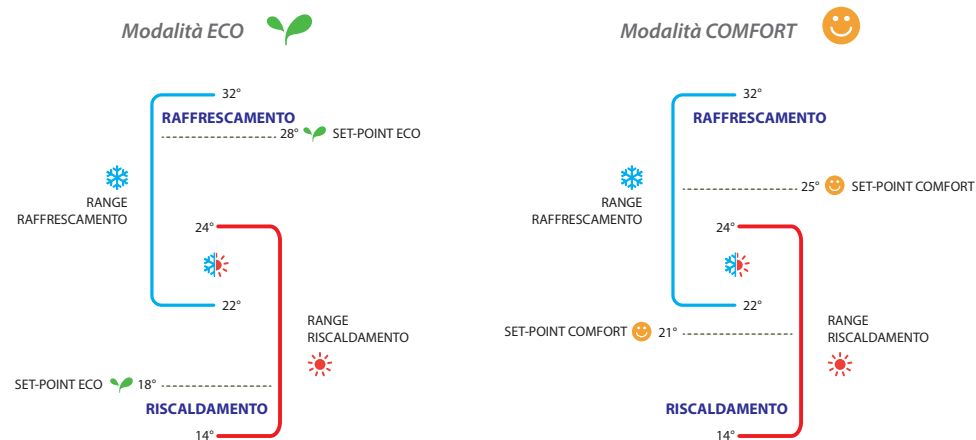 Modalità ECO
32°
RAFFRESCAMENTO
28° SET-POINT ECO
RANGE
RAFFRESCAMENTO
24°
22°
RANGE
RISCALDAMENTO
SET-POINT ECO 18°
RISCALDAMENTO
14°
Modalità COMFORT
32°
RAFFRESCAMENTO
25° SET-POINT COMFORT
RANGE
RAFFRESCAMENTO
24°
22°
RANGE
RISCALDAMENTO
SET-POINT COMFORT 21°
RISCALDAMENTO
14°